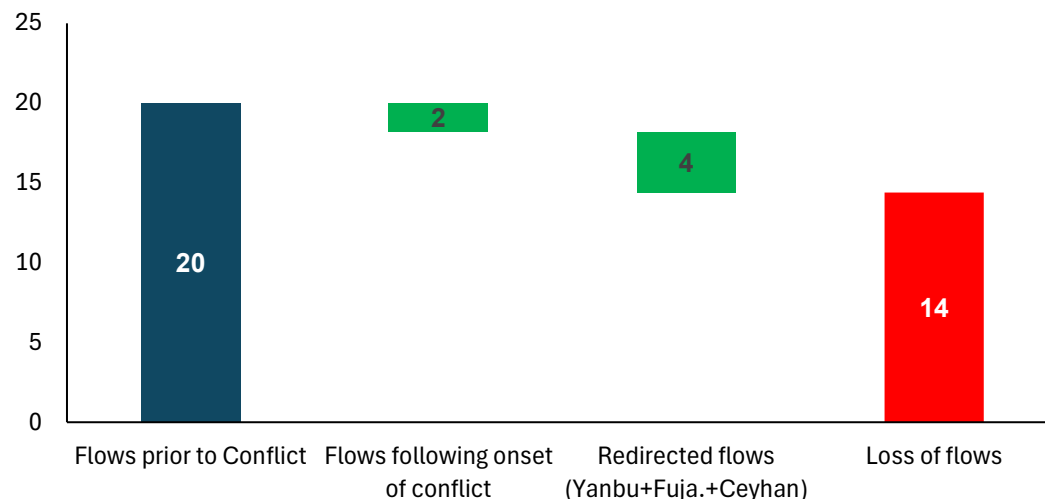 25
20
15
10
5
0
20
2
4
14
Flows prior to Conflict
Flows following onset
of conflict
Redirected flows
(Yanbu+Fuja.+Ceyhan)
Loss of flows